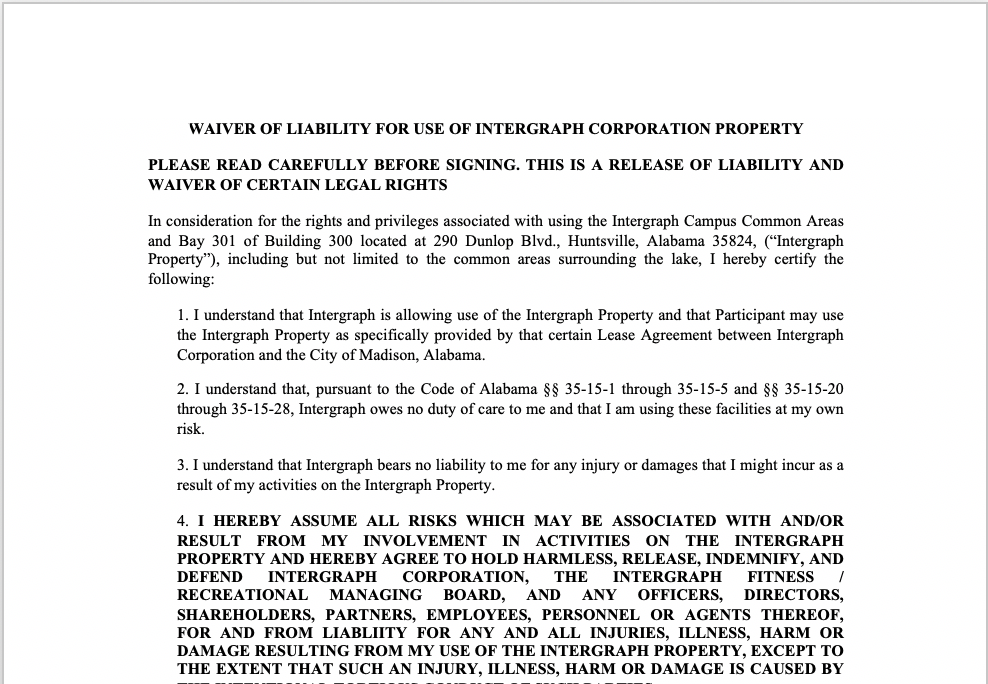 WAIVER OF LIABILITY FOR USE OF INTERGRAPH CORPORATION PROPERTY
PLEASE READ CAREFULLY BEFORE SIGNING. THIS IS A RELEASE OF LIABILITY AND
WAIVER OF CERTAIN LEGAL RIGHTS
In consideration for the rights and privileges associated with using the Intergraph Campus Common Areas
and Bay 301 of Building 300 located at 290 Dunlop Blvd., Huntsville, Alabama 35824, (“Intergraph
Property”), including but not limited to the common areas surrounding the lake, I hereby certify the
following:
1. I understand that Intergraph is allowing use of the Intergraph Property and that Participant may use
the Intergraph Property as specifically provided by that certain Lease Agreement between Intergraph
Corporation and the City of Madison, Alabama.
2. I understand that, pursuant to the Code of Alabama §§ 35-15-1 through 35-15-5 and §§ 35-15-20
through 35-15-28, Intergraph owes no duty of care to me and that I am using these facilities at my own
risk.
3. I understand that Intergraph bears no liability to me for any injury or damages that I might incur as a
result of my activities on the Intergraph Property.
4. I HEREBY ASSUME ALL RISKS WHICH MAY BE ASSOCIATED WITH AND/OR
RESULT FROM MY INVOLVEMENT IN ACTIVITIES ON THE INTERGRAPH
PROPERTY AND HEREBY AGREE TO HOLD HARMLESS, RELEASE, INDEMNIFY, AND
DEFEND INTERGRAPH CORPORATION, THE INTERGRAPH FITNESS /
RECREATIONAL MANAGING BOARD, AND ANY OFFICERS, DIRECTORS,
SHAREHOLDERS, PARTNERS, EMPLOYEES, PERSONNEL OR AGENTS THEREOF,
FOR AND FROM LIABLIITY FOR ANY AND ALL INJURIES, ILLNESS, HARM OR
DAMAGE RESULTING FROM MY USE OF THE INTERGRAPH PROPERTY, EXCEPT TO
THE EXTENT THAT SUCH AN INJURY, ILLNESS, HARM OR DAMAGE IS CAUSED BY